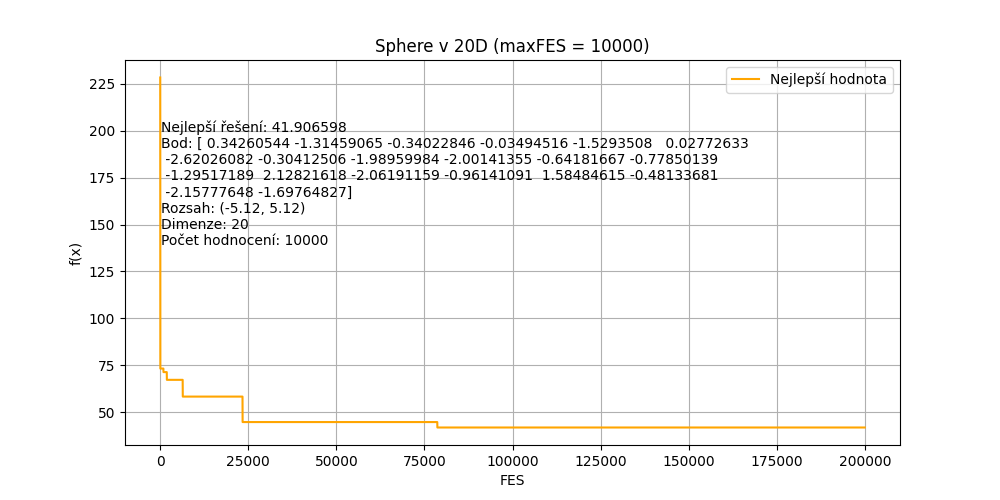 Sphere v 20D (maxFES = 10000)
Nejlepší hodnota
225
200
175
150
125
100
75
50
f(x)
Nejlepší řešení: 41.906598
Bod: [ 0.34260544 -1.31459065 -0.34022846 -0.03494516 -1.5293508   0.02772633
-2.62026082 -0.30412506 -1.98959984 -2.00141355 -0.64181667 -0.77850139
-1.29517189  2.12821618 -2.06191159 -0.96141091  1.58484615 -0.48133681
-2.15777648 -1.69764827]
Rozsah: (-5.12, 5.12)
Dimenze: 20
Počet hodnocení: 10000
0 25000 50000 75000 100000 125000 150000 175000 200000
FES